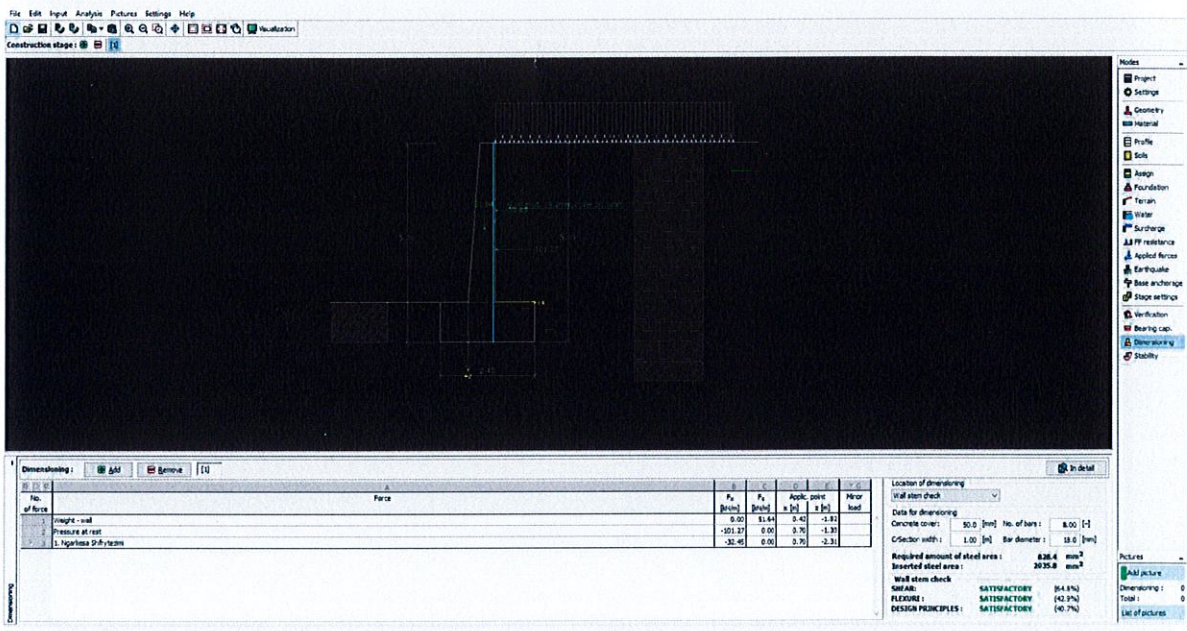 File Edit Input Analysis Pictures Settings Help
Visualization
Construction stage : [1]
Modes
Project
Settings
Geometry
Material
Profile
Soils
Assign
Foundation
Terrain
Water
Surcharge
FF resistance
Applied forces
Earthquake
Base anchorage
Stage settings
Verification
Bearing cap.
Dimensioning
Stability
Dimensioning : Add Remove [1] In detail
No. of force Force Fx [kN/m] Fz [kN/m] Applic. point x [m] z [m] Minor load
1 Weight - wall 0.00 51.64 0.42 -1.82
2 Pressure at rest -101.27 0.00 0.70 -1.33
3 1. Ngarkesa Shfrytezimi -32.45 0.00 0.70 -2.31
Location of dimensioning
Wall stem check
Data for dimensioning
Concrete cover : 50.0 [mm] No. of bars : 8.00 [-]
C/Section width : 1.00 [m] Bar diameter : 18.0 [mm]
Required amount of steel area : 828.4 mm²
Inserted steel area : 2035.8 mm²
Wall stem check
SHEAR: SATISFACTORY (64.8%)
FLEXURE : SATISFACTORY (42.9%)
DESIGN PRINCIPLES : SATISFACTORY (40.7%)
Pictures
Add picture
Dimensioning : 0
Total : 0
List of pictures
Dimensioning